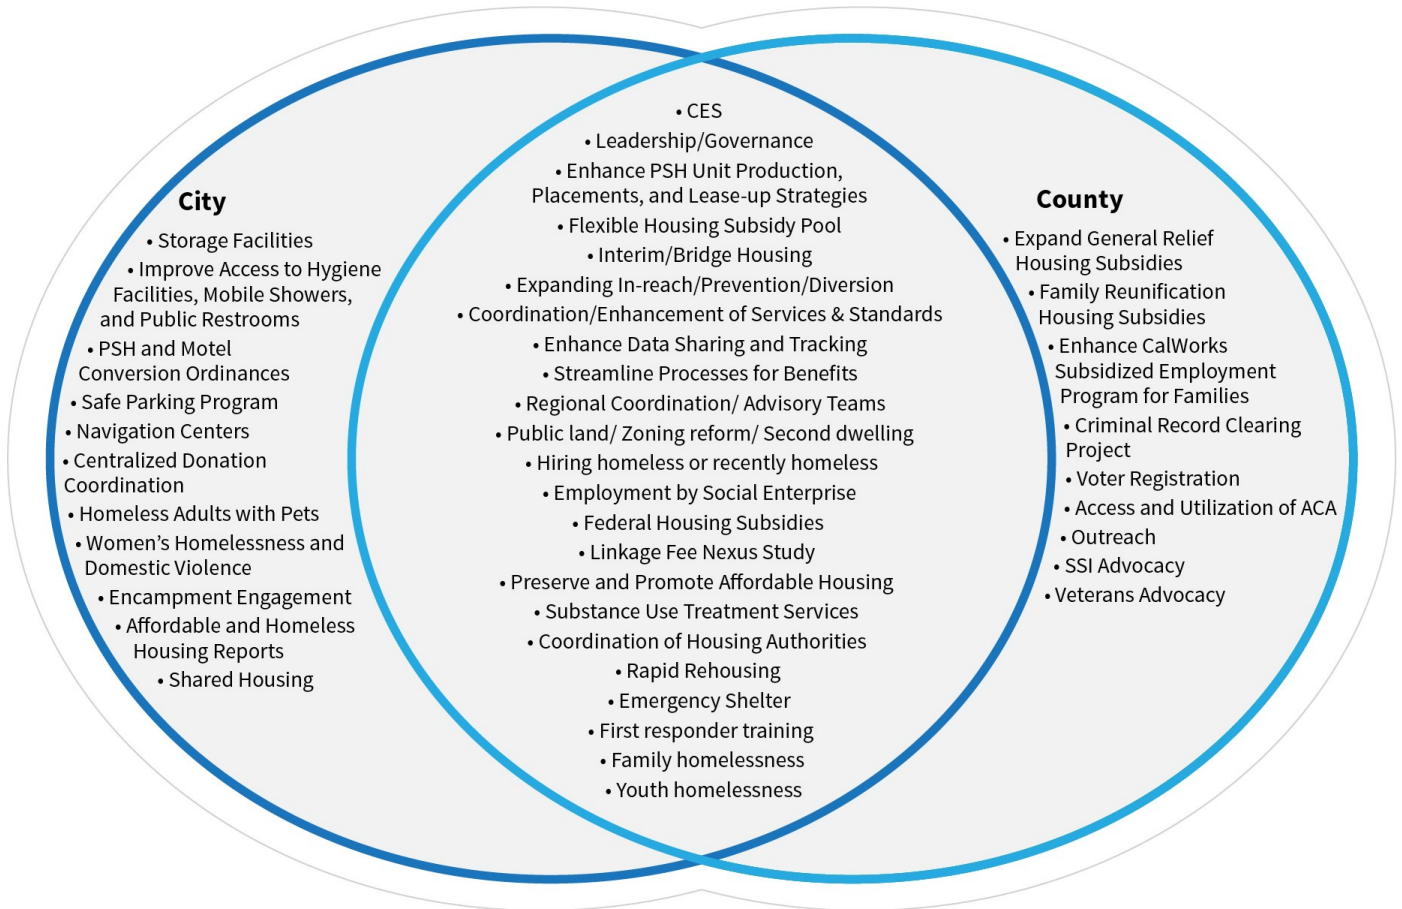 City
• Storage Facilities
• Improve Access to Hygiene
Facilities, Mobile Showers,
and Public Restrooms
• PSH and Motel
Conversion Ordinances
• Safe Parking Program
• Navigation Centers
• Centralized Donation
Coordination
• Homeless Adults with Pets
• Women’s Homelessness and
Domestic Violence
• Encampment Engagement
• Affordable and Homeless
Housing Reports
• Shared Housing
• CES
• Leadership/Governance
• Enhance PSH Unit Production,
Placements, and Lease-up Strategies
• Flexible Housing Subsidy Pool
• Interim/Bridge Housing
• Expanding In-reach/Prevention/Diversion
• Coordination/Enhancement of Services & Standards
• Enhance Data Sharing and Tracking
• Streamline Processes for Benefits
• Regional Coordination/ Advisory Teams
• Public land/ Zoning reform/ Second dwelling
• Hiring homeless or recently homeless
• Employment by Social Enterprise
• Federal Housing Subsidies
• Linkage Fee Nexus Study
• Preserve and Promote Affordable Housing
• Substance Use Treatment Services
• Coordination of Housing Authorities
• Rapid Rehousing
• Emergency Shelter
• First responder training
• Family homelessness
• Youth homelessness
County
• Expand General Relief
Housing Subsidies
• Family Reunification
Housing Subsidies
• Enhance CalWorks
Subsidized Employment
Program for Families
• Criminal Record Clearing
Project
• Voter Registration
• Access and Utilization of ACA
• Outreach
• SSI Advocacy
• Veterans Advocacy